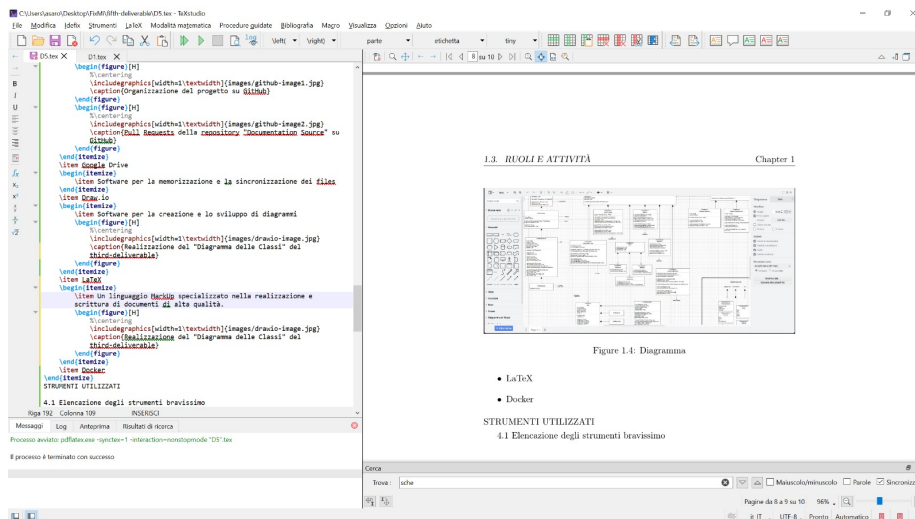 C:\Users\asaro\Desktop\FixMi\fifth-deliverable\D5.tex - TeXstudio
File Modifica Idefix Strumenti LaTeX Modalità matematica Procedure guidate Bibliografia Macro Visualizza Opzioni Aiuto
\left( \right) parte etichetta tiny
D5.tex D1.tex 8 su 10
\begin{figure}[H]
%\centering
\includegraphics[width=1\textwidth]{images/github-image1.jpg}
\caption{Organizzazione del progetto su GitHub}
\end{figure}
\begin{figure}[H]
%\centering
\includegraphics[width=1\textwidth]{images/github-image2.jpg}
\caption{Pull Requests della repository "Documentation Source" su
GitHub}
\end{figure}
\end{itemize}
\item Google Drive
\begin{itemize}
\item Software per la memorizzazione e la sincronizzazione dei files
\end{itemize}
\item Draw.io
\begin{itemize}
\item Software per la creazione e lo sviluppo di diagrammi
\begin{figure}[H]
%\centering
\includegraphics[width=1\textwidth]{images/drawio-image.jpg}
\caption{Realizzazione del "Diagramma delle Classi" del
third-deliverable}
\end{figure}
\end{itemize}
\item LaTeX
\begin{itemize}
\item Un linguaggio MarkUp specializzato nella realizzazione e
scrittura di documenti di alta qualità.
\begin{figure}[H]
%\centering
\includegraphics[width=1\textwidth]{images/drawio-image.jpg}
\caption{Realizzazione del "Diagramma delle Classi" del
third-deliverable}
\end{figure}
\end{itemize}
\item Docker
\end{itemize}
STRUMENTI UTILIZZATI
4.1 Elencazione degli strumenti bravissimo
Riga 192 Colonna 109 INSERISCI
Messaggi Log Anteprima Risultati di ricerca
Processo avviato: pdflatex.exe -synctex=1 -interaction=nonstopmode "D5".tex
Il processo è terminato con successo
1.3. RUOLI E ATTIVITÀ Chapter 1
Figure 1.4: Diagramma
• LaTeX
• Docker
STRUMENTI UTILIZZATI
4.1 Elencazione degli strumenti bravissimo
Cerca
Trova : sche Maiuscolo/minuscolo Parole Sincronizz
Pagine da 8 a 9 su 10 96%
it IT UTF-8 Pronto Automatico